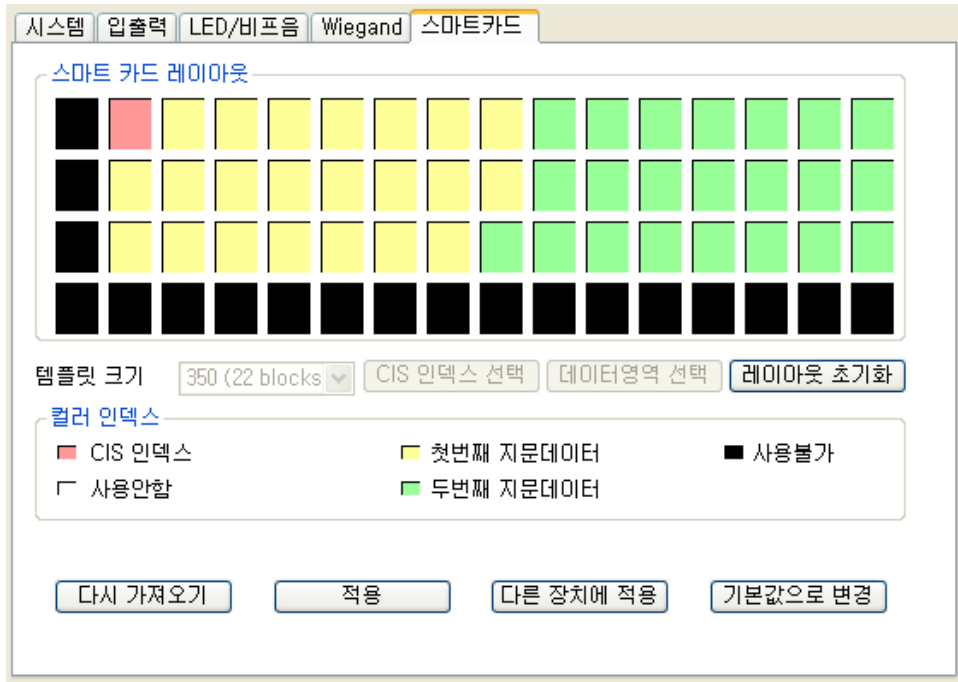 시스템 입출력 LED/비프음 Wiegand 스마트카드
스마트 카드 레이아웃
템플릿 크기 350 (22 blocks CIS 인덱스 선택 데이터영역 선택 레이아웃 초기화
컬러 인덱스
CIS 인덱스 첫번째 지문데이터 사용불가
사용안함 두번째 지문데이터
다시 가져오기 적용 다른 장치에 적용 기본값으로 변경